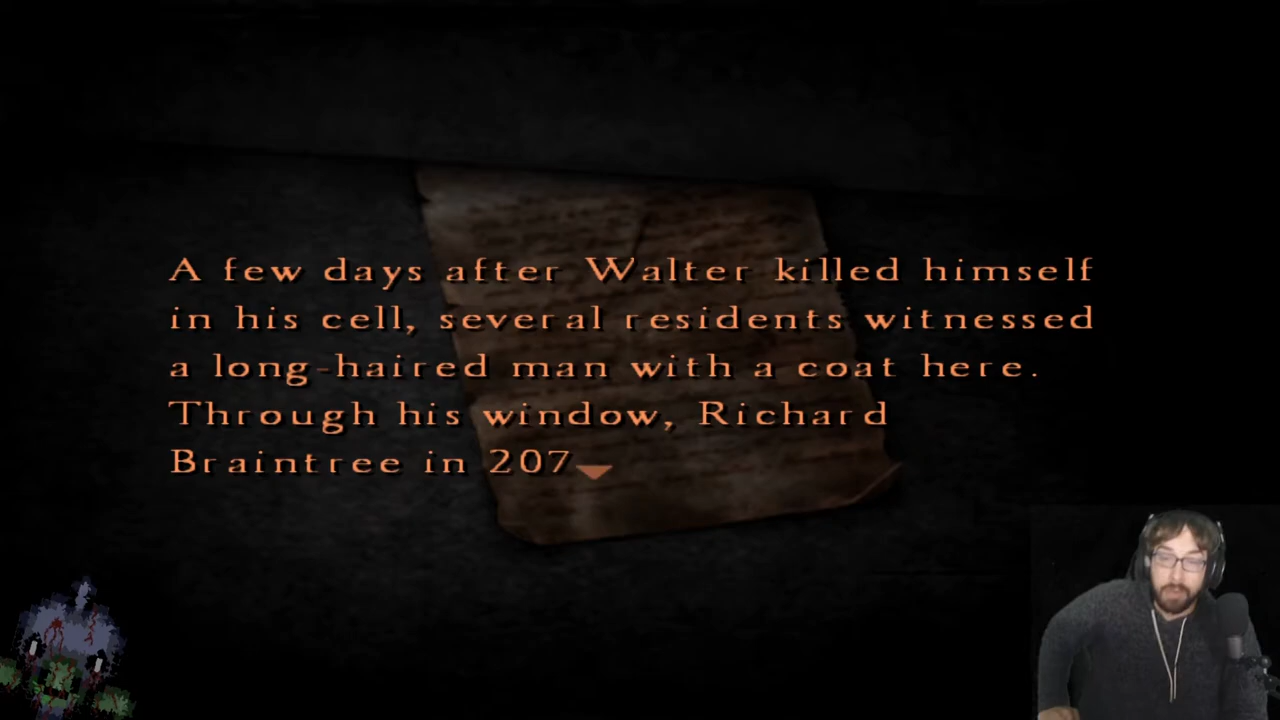 A few days after Walter killed himself
in his cell, several residents witnessed
a long-haired man with a coat here.
Through his window, Richard
Braintree in 207